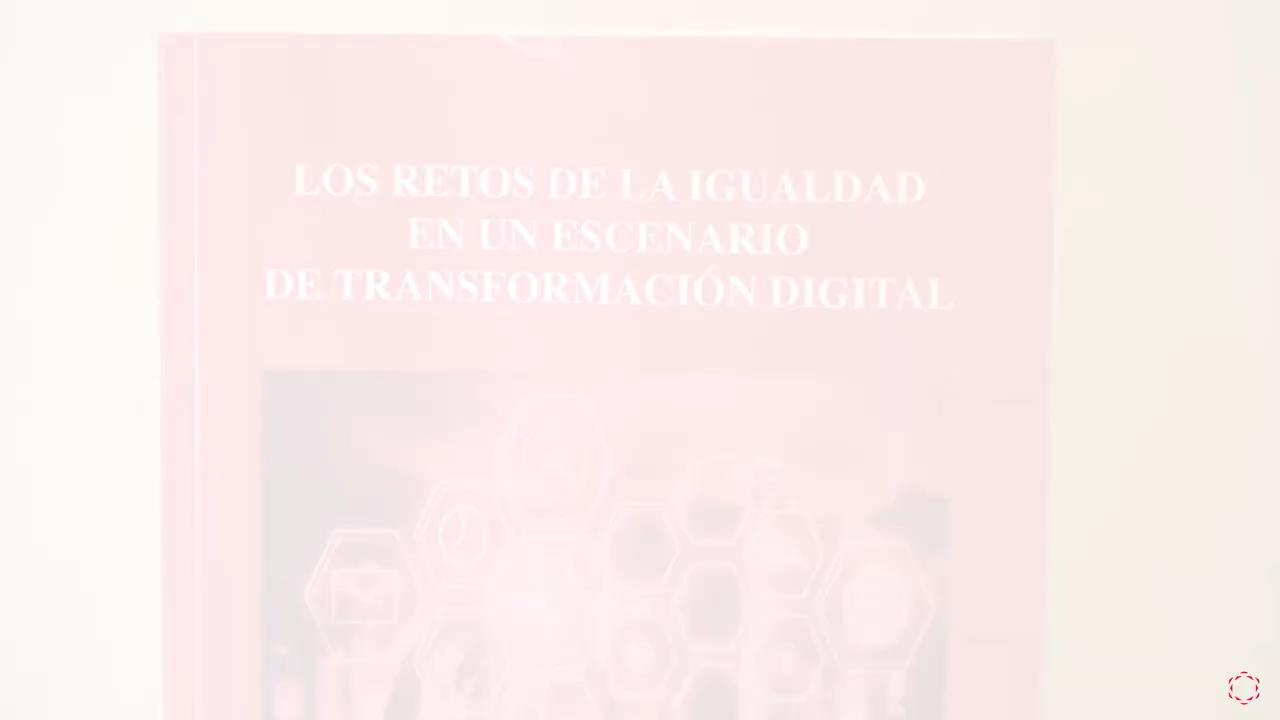 LOS RETOS DE LA IGUALDAD
EN UN ESCENARIO
DE TRANSFORMACIÓN DIGITAL